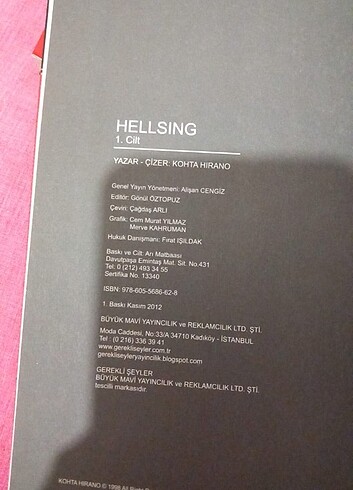 HELLSING
1. Cilt
YAZAR - ÇİZER: KOHTA HIRANO
Genel Yayın Yönetmeni: Alişan CENGİZ
Editör: Gönül ÖZTOPUZ
Çeviri: Çağdaş ARLI
Grafik: Cem Murat YILMAZ
Merve KAHRUMAN
Hukuk Danışmanı: Fırat IŞILDAK
Baskı ve Cilt: Arı Matbaası
Davutpaşa Emintaş Mat. Sit. No.431
Tel: 0 (212) 493 34 55
Sertifika No. 13340
ISBN: 978-605-5686-62-8
1. Baskı Kasım 2012
BÜYÜK MAVİ YAYINCILIK ve REKLAMCILIK LTD. ŞTİ.
Moda Caddesi, No:33/A 34710 Kadıköy - İSTANBUL
Tel : (0 216) 336 39 41
www.gerekliseyler.com.tr
gerekliseyleryayincilik.blogspot.com
GEREKLİ ŞEYLER
BÜYÜK MAVİ YAYINCILIK ve REKLAMCILIK LTD. ŞTİ.
tescilli markasıdır.
KOHTA HIRANO © 1998 All